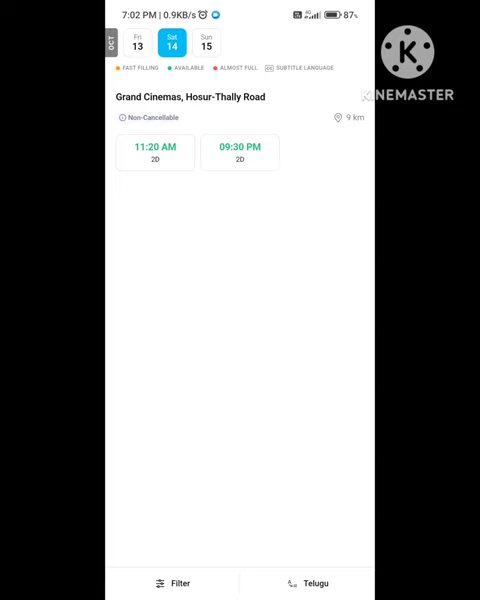 7:02 PM | 0.9KB/s 4G 87%
OCT
Fri Sat Sun
13 14 15
FAST FILLING AVAILABLE ALMOST FULL CC SUBTITLE LANGUAGE
K
KINEMASTER
Grand Cinemas, Hosur-Thally Road
Non-Cancellable 9 km
11:20 AM 09:30 PM
2D 2D
Filter Telugu